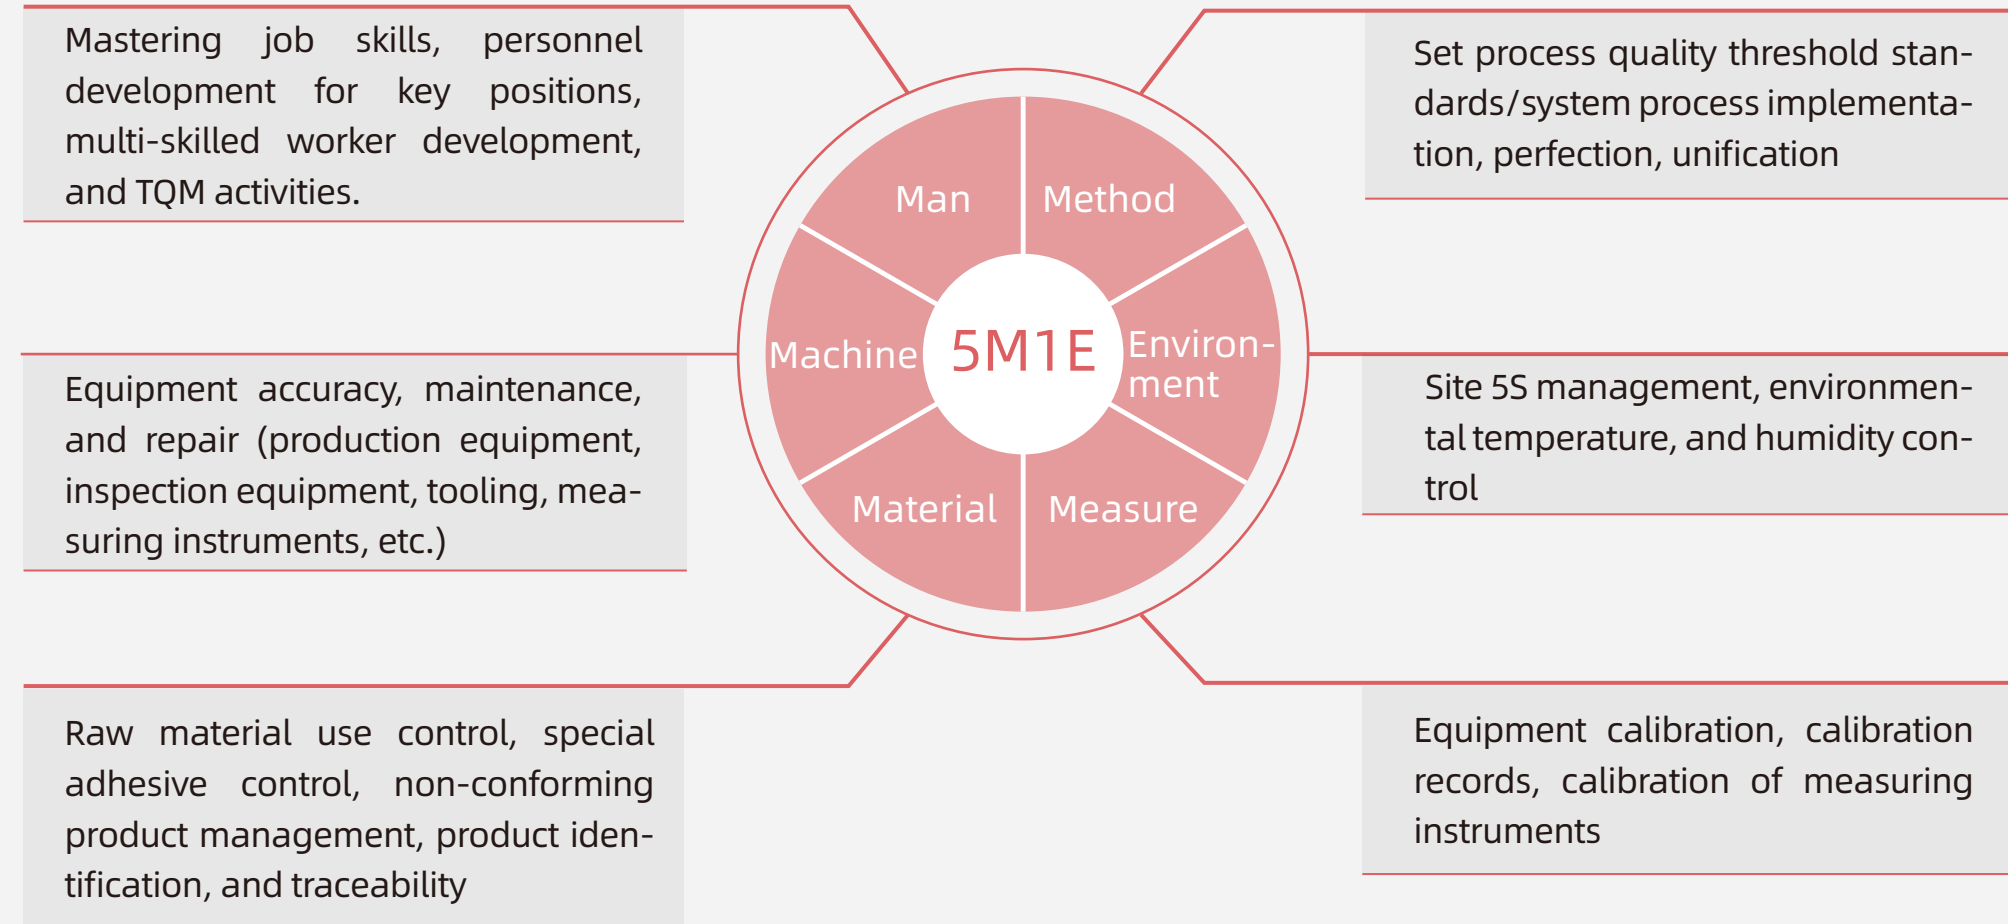 Mastering job skills, personnel
development for key positions,
multi-skilled worker development,
and TQM activities.
Set process quality threshold stan-
dards/system process implementa-
tion, perfection, unification
Man
Method
Machine
5M1E
Environ-
ment
Material
Measure
Equipment accuracy, maintenance,
and repair (production equipment,
inspection equipment, tooling, mea-
suring instruments, etc.)
Site 5S management, environmen-
tal temperature, and humidity con-
trol
Raw material use control, special
adhesive control, non-conforming
product management, product iden-
tification, and traceability
Equipment calibration, calibration
records, calibration of measuring
instruments